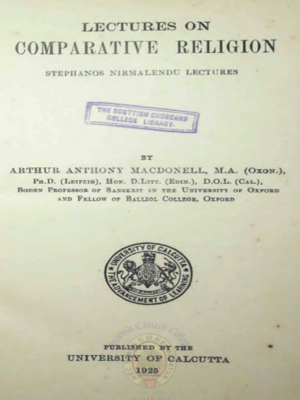 LECTURES ON
COMPARATIVE RELIGION
STEPHANOS NIRMALENDU LECTURES
THE SCOTTISH CHURCHES
COLLEGE LIBRARY.
BY
ARTHUR ANTHONY MACDONELL, M.A. (OXON.),
PH.D. (LEIPZIG), HON. D.LITT. (EDIN.), D.O.L. (CAL.),
BODEN PROFESSOR OF SANSKRIT IN THE UNIVERSITY OF OXFORD
AND FELLOW OF BALLIOL COLLEGE, OXFORD
UNIVERSITY OF CALCUTTA
THE ADVANCEMENT OF LEARNING
PUBLISHED BY THE
UNIVERSITY OF CALCUTTA
1925